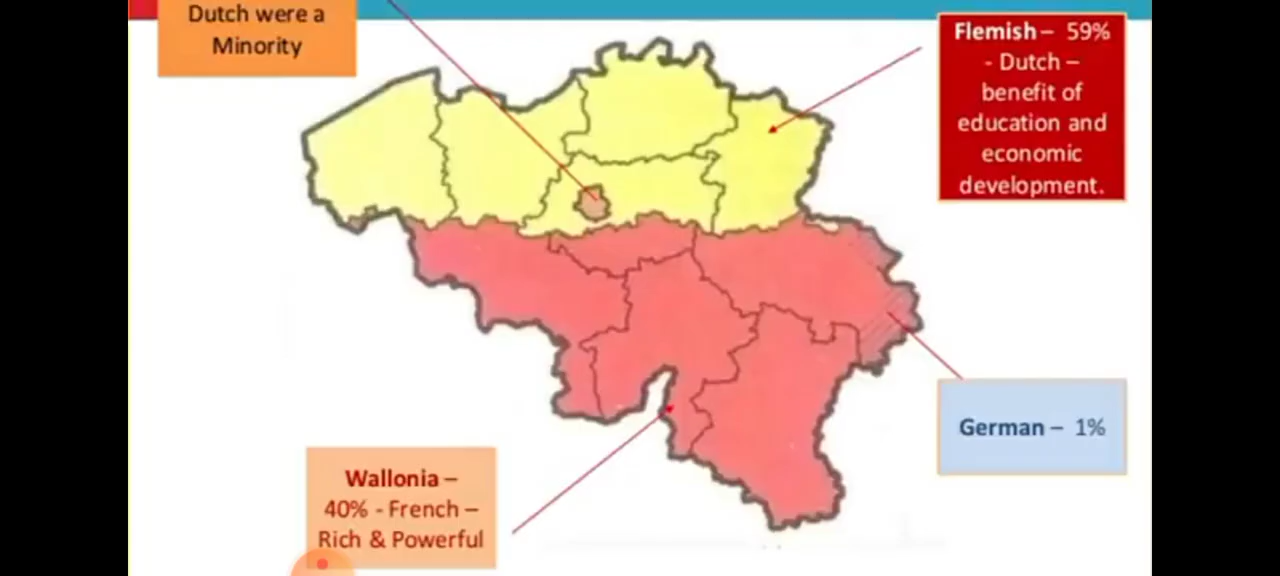 Dutch were a
Minority
Flemish – 59%
- Dutch –
benefit of
education and
economic
development.
German – 1%
Wallonia –
40% - French –
Rich & Powerful